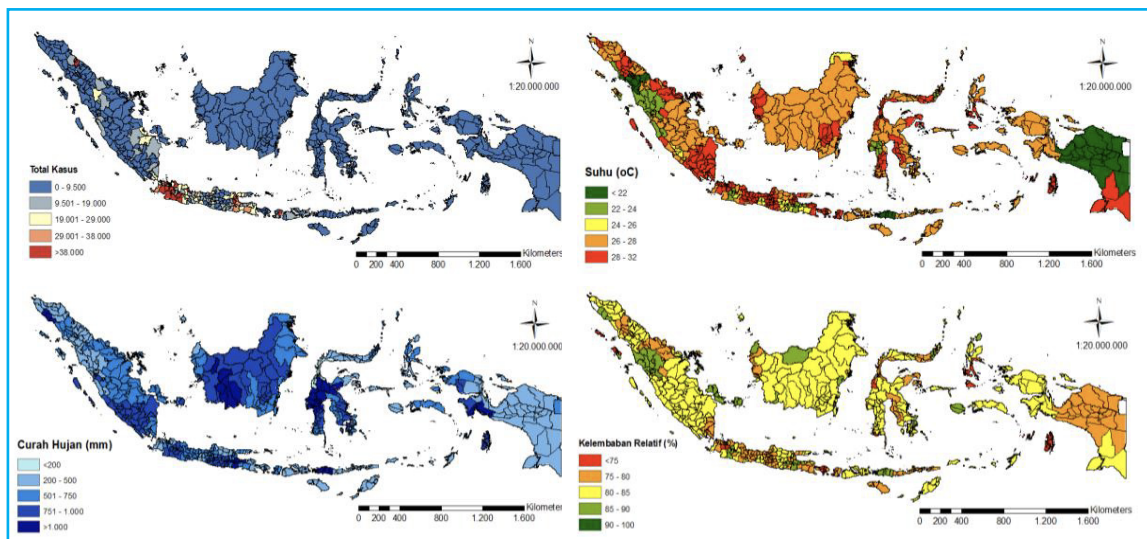 N
1:20.000.000
Total Kasus
0 - 9.500
9.501 - 19.000
19.001 - 29.000
29.001 - 38.000
>38.000
Kilometers
0 200 400 800 1.200 1.600
N
1:20.000.000
Suhu (oC)
< 22
22 - 24
24 - 26
26 - 28
28 - 32
Kilometers
0 200 400 800 1.200 1.600
N
1:20.000.000
Curah Hujan (mm)
<200
200 - 500
501 - 750
751 - 1.000
>1.000
Kilometers
0 200 400 800 1.200 1.600
N
1:20.000.000
Kelembaban Relatif (%)
<75
75 - 80
80 - 85
85 - 90
90 - 100
Kilometers
0 200 400 800 1.200 1.600